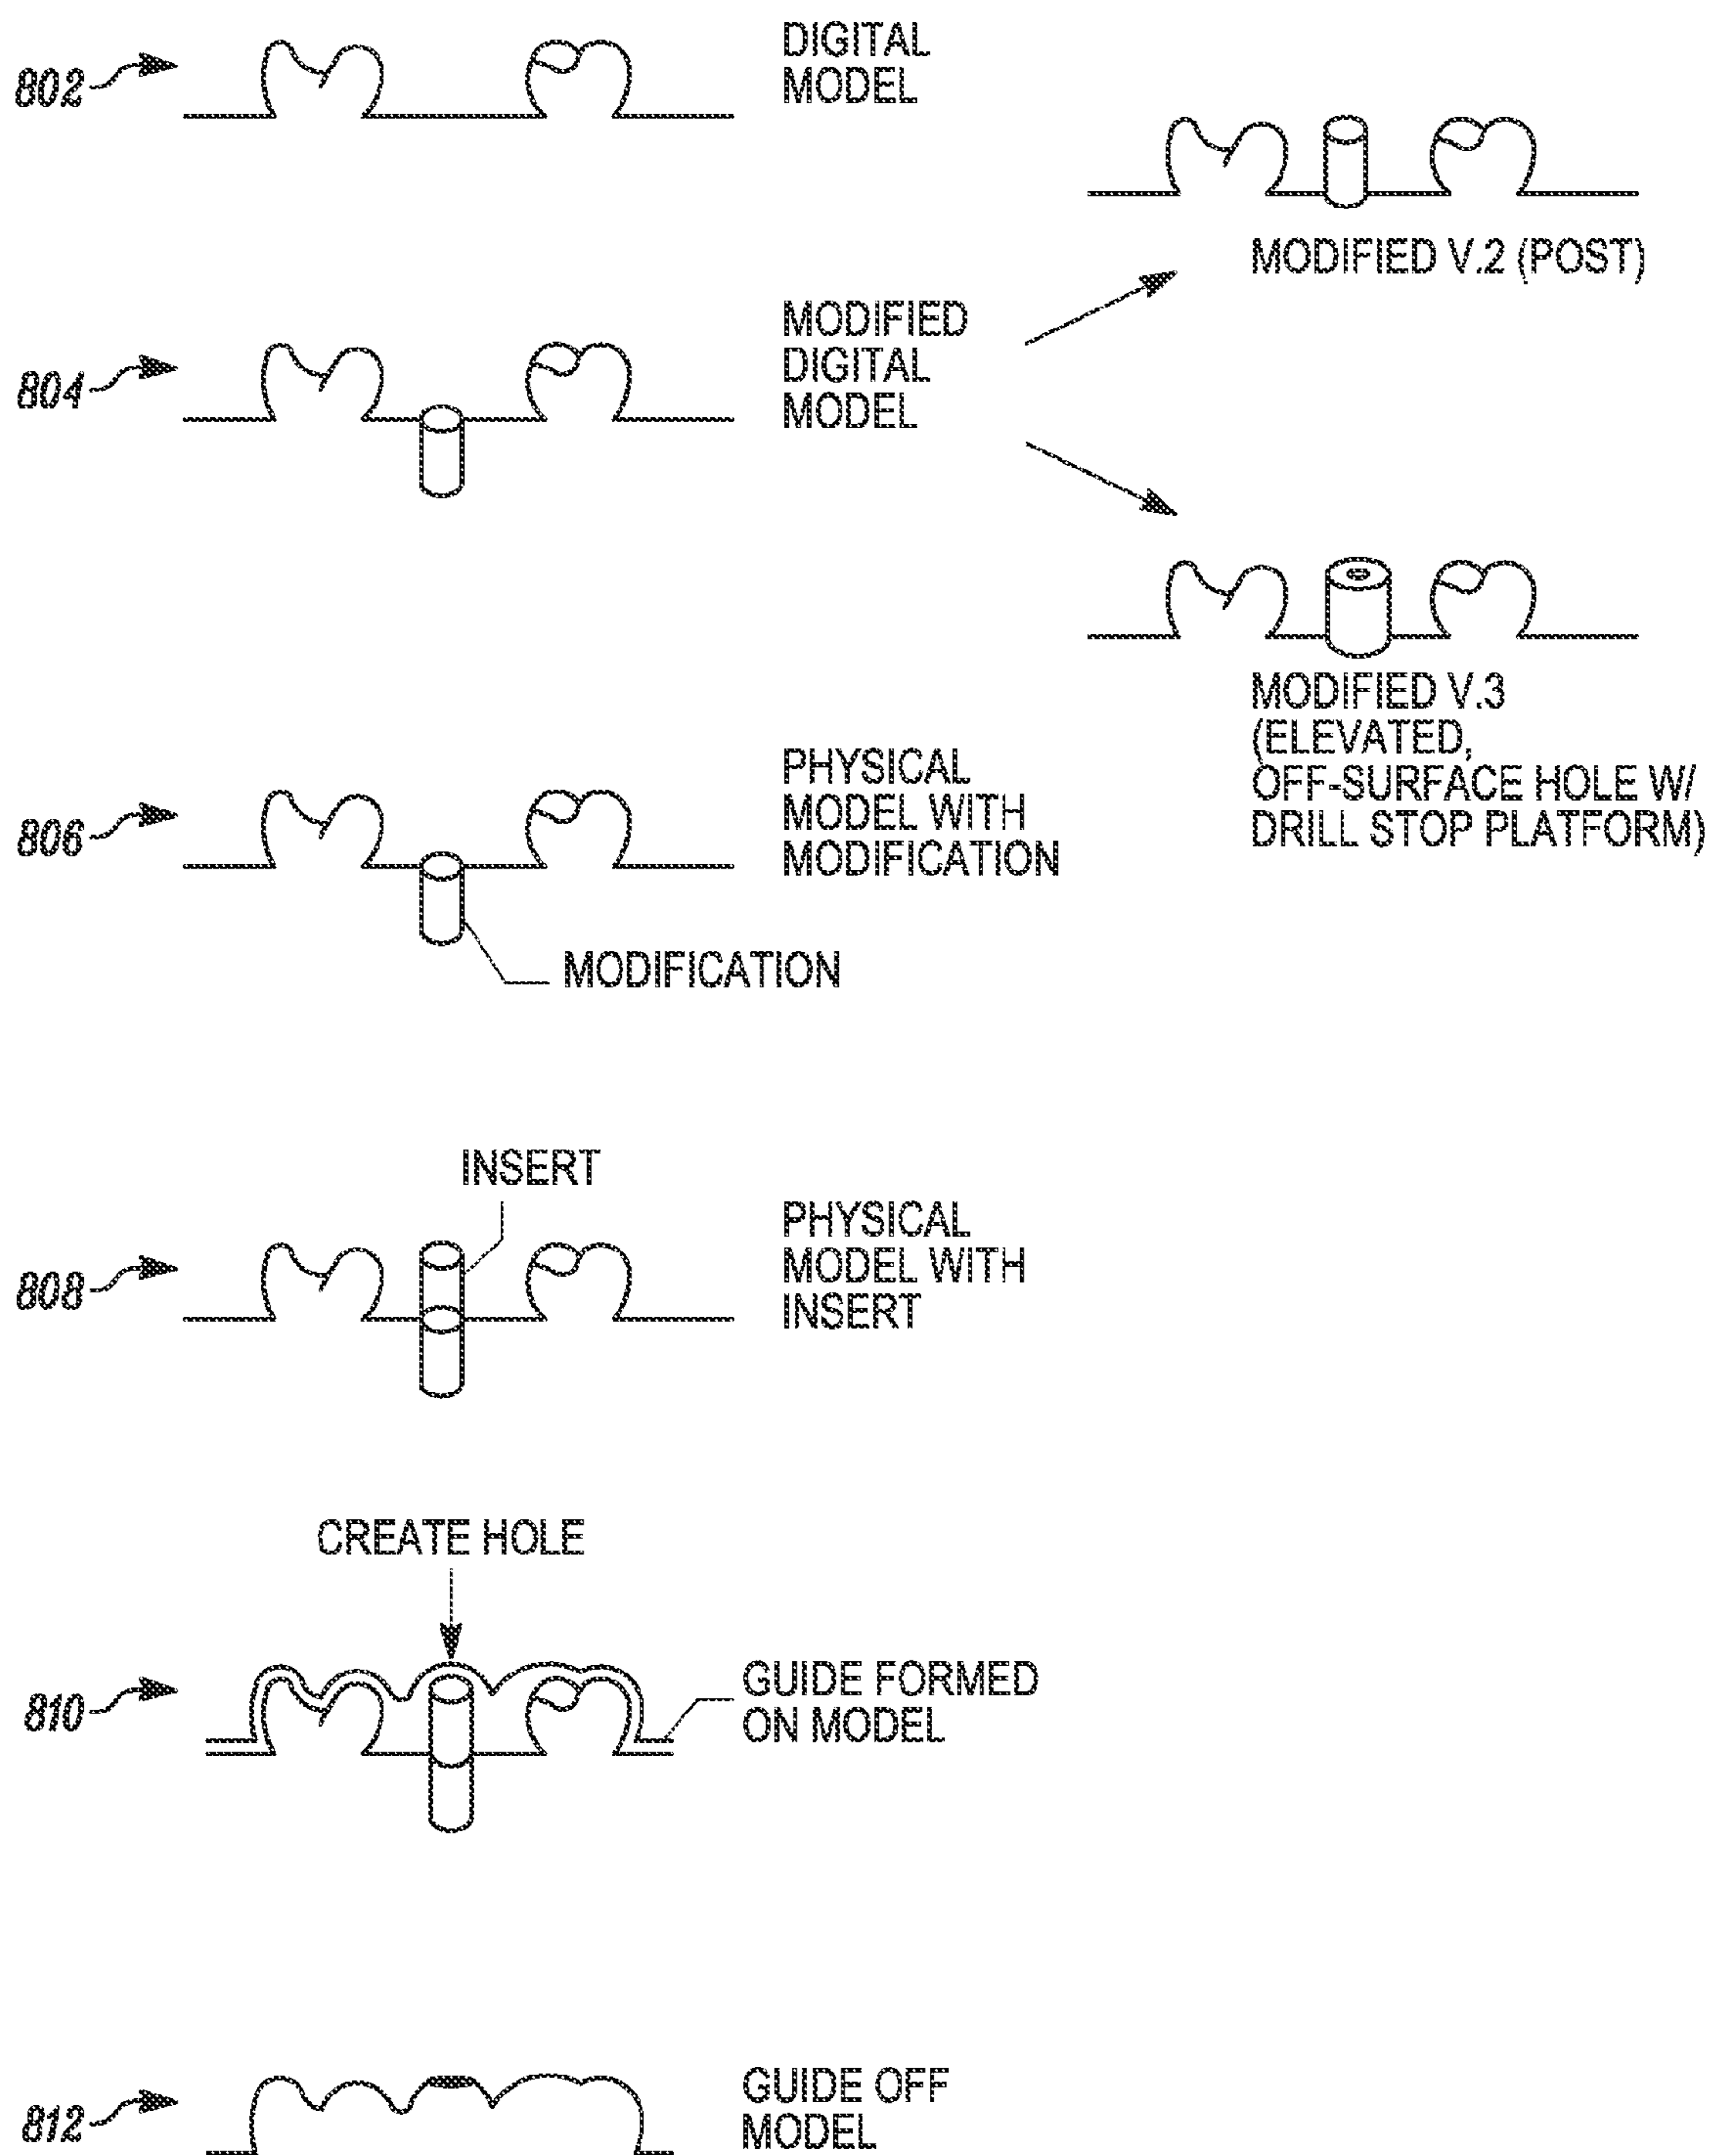 802
DIGITAL
MODEL
MODIFIED V.2 (POST)
804
MODIFIED
DIGITAL
MODEL
MODIFIED V.3
(ELEVATED,
OFF-SURFACE HOLE W/
DRILL STOP PLATFORM)
806
PHYSICAL
MODEL WITH
MODIFICATION
MODIFICATION
INSERT
808
PHYSICAL
MODEL WITH
INSERT
CREATE HOLE
810
GUIDE FORMED
ON MODEL
812
GUIDE OFF
MODEL